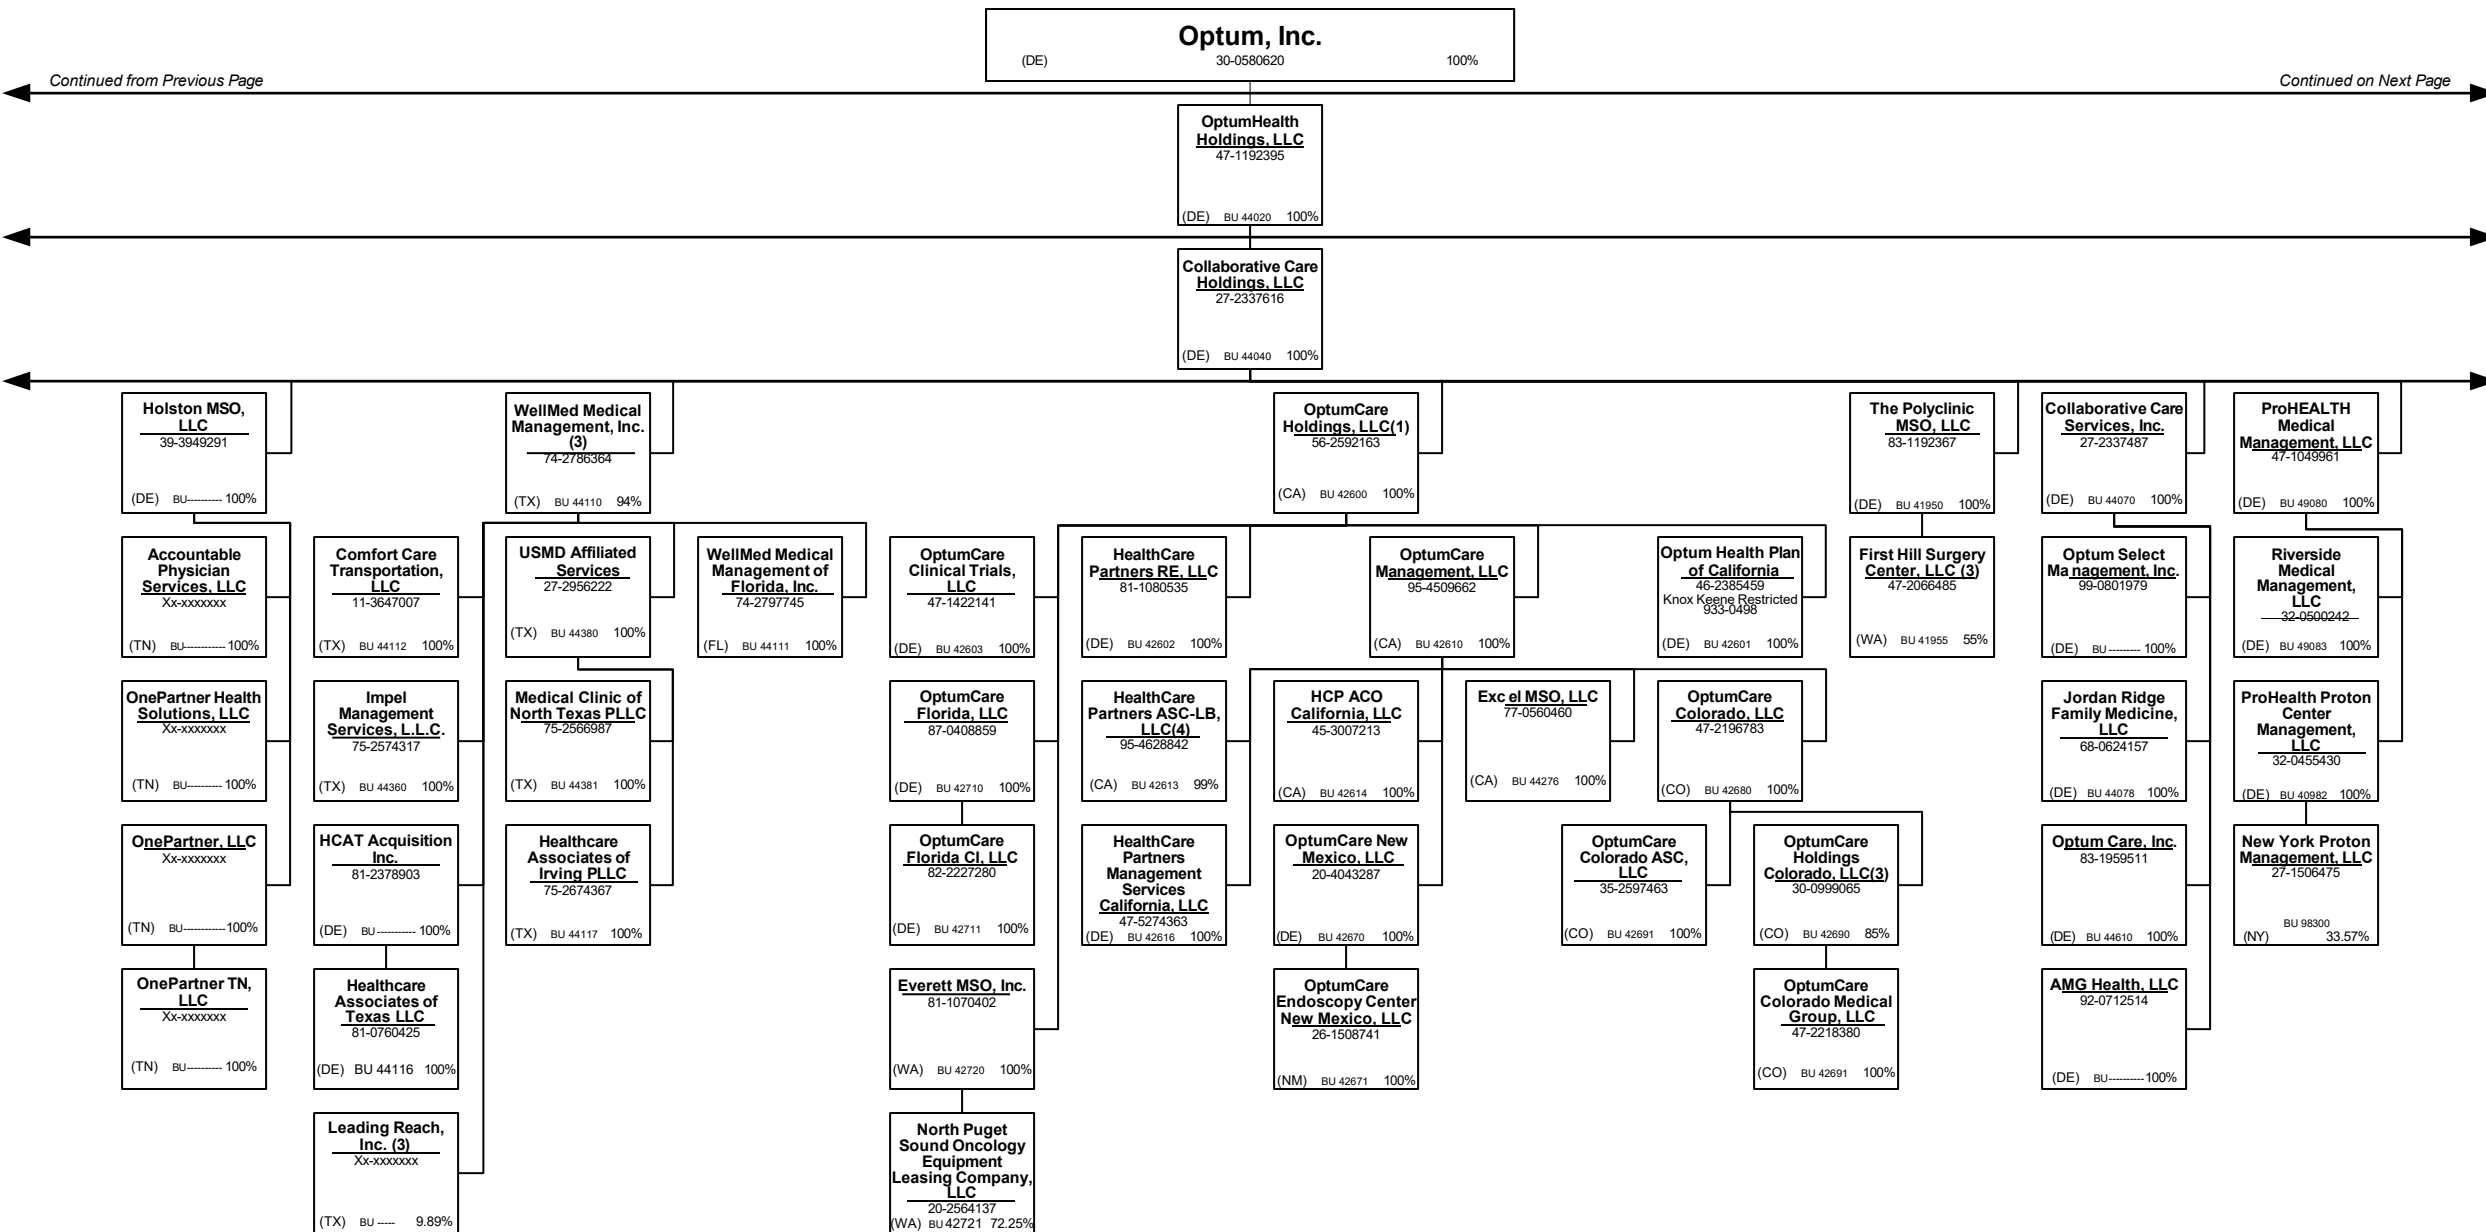 Optum, Inc.
(DE) 30-0580620 100%
Continued from Previous Page
Continued on Next Page
OptumHealth
Holdings, LLC
47-1192395
(DE) BU 44020 100%
Collaborative Care
Holdings, LLC
27-2337616
(DE) BU 44040 100%
Holston MSO,
LLC
39-3949291
(DE) BU---------- 100%
WellMed Medical
Management, Inc.
(3)
74-2786364
(TX) BU 44110 94%
OptumCare
Holdings, LLC(1)
56-2592163
(CA) BU 42600 100%
The Polyclinic
MSO, LLC
83-1192367
(DE) BU 41950 100%
Collaborative Care
Services, Inc.
27-2337487
(DE) BU 44070 100%
ProHEALTH
Medical
Management, LLC
47-1049961
(DE) BU 49080 100%
Accountable
Physician
Services, LLC
Xx-xxxxxxx
(TN) BU------------ 100%
Comfort Care
Transportation,
LLC
11-3647007
(TX) BU 44112 100%
USMD Affiliated
Services
27-2956222
(TX) BU 44380 100%
WellMed Medical
Management of
Florida, Inc.
74-2797745
(FL) BU 44111 100%
OptumCare
Clinical Trials,
LLC
47-1422141
(DE) BU 42603 100%
HealthCare
Partners RE, LLC
81-1080535
(DE) BU 42602 100%
OptumCare
Management, LLC
95-4509662
(CA) BU 42610 100%
Optum Health Plan
of California
46-2385459
Knox Keene Restricted
933-0498
(DE) BU 42601 100%
First Hill Surgery
Center, LLC (3)
47-2066485
(WA) BU 41955 55%
Optum Select
Ma nagement, Inc.
99-0801979
(DE) BU --------- 100%
Riverside
Medical
Management,
LLC
32-0500242
(DE) BU 49083 100%
OnePartner Health
Solutions, LLC
Xx-xxxxxxx
(TN) BU---------- 100%
Impel
Management
Services, L.L.C.
75-2574317
(TX) BU 44360 100%
Medical Clinic of
North Texas PLLC
75-2566987
(TX) BU 44381 100%
OptumCare
Florida, LLC
87-0408859
(DE) BU 42710 100%
HealthCare
Partners ASC-LB,
LLC(4)
95-4628842
(CA) BU 42613 99%
HCP ACO
California, LLC
45-3007213
(CA) BU 42614 100%
Exc el MSO, LLC
77-0560460
(CA) BU 44276 100%
OptumCare
Colorado, LLC
47-2196783
(CO) BU 42680 100%
Jordan Ridge
Family Medicine,
LLC
68-0624157
(DE) BU 44078 100%
ProHealth Proton
Center
Management,
LLC
32-0455430
(DE) BU 40982 100%
OnePartner, LLC
Xx-xxxxxxx
(TN) BU------------ 100%
HCAT Acquisition
Inc.
81-2378903
(DE) BU ----------- 100%
Healthcare
Associates of
Irving PLLC
75-2674367
(TX) BU 44117 100%
OptumCare
Florida CI, LLC
82-2227280
(DE) BU 42711 100%
HealthCare
Partners
Management
Services
California, LLC
47-5274363
(DE) BU 42616 100%
OptumCare New
Mexico, LLC
20-4043287
(DE) BU 42670 100%
OptumCare
Colorado ASC,
LLC
35-2597463
(CO) BU 42691 100%
OptumCare
Holdings
Colorado, LLC(3)
30-0999065
(CO) BU 42690 85%
Optum Care, Inc.
83-1959511
(DE) BU 44610 100%
New York Proton
Management, LLC
27-1506475
BU 98300
(NY) 33.57%
OnePartner TN,
LLC
Xx-xxxxxxx
(TN) BU---------- 100%
Healthcare
Associates of
Texas LLC
81-0760425
(DE) BU 44116 100%
Everett MSO, Inc.
81-1070402
(WA) BU 42720 100%
OptumCare
Endoscopy Center
New Mexico, LLC
26-1508741
(NM) BU 42671 100%
OptumCare
Colorado Medical
Group, LLC
47-2218380
(CO) BU 42691 100%
AMG Health, LLC
92-0712514
(DE) BU---------- 100%
Leading Reach,
Inc. (3)
Xx-xxxxxxx
(TX) BU ----- 9.89%
North Puget
Sound Oncology
Equipment
Leasing Company,
LLC
20-2564137
(WA) BU 42721 72.25%